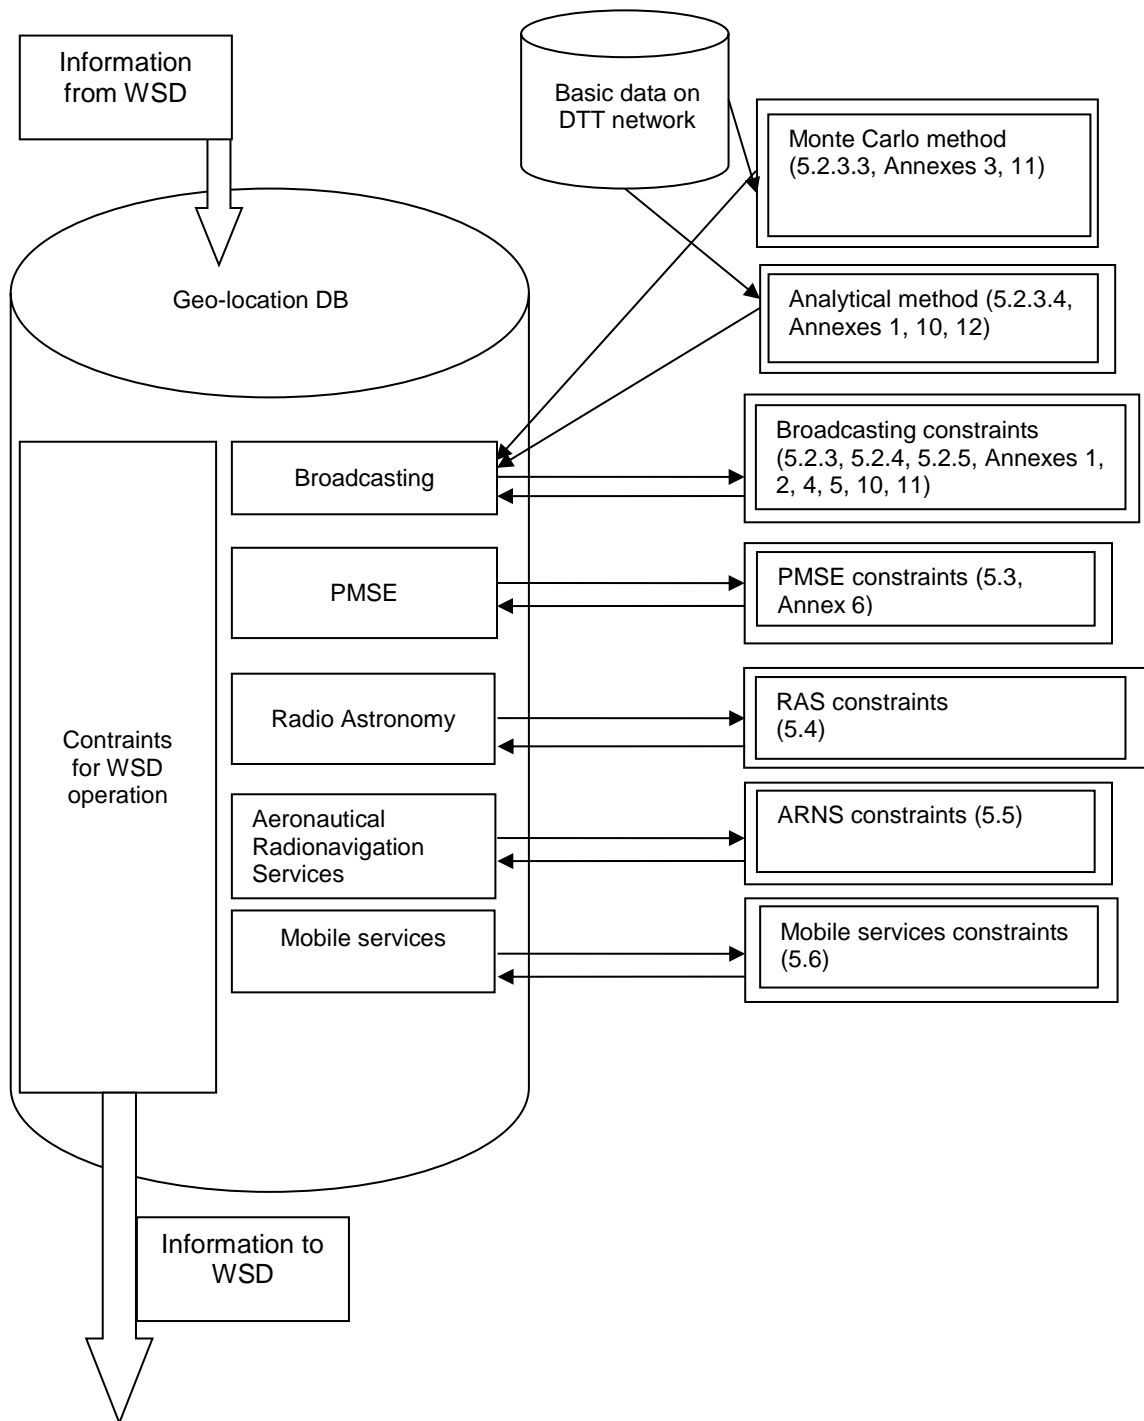 Information
from WSD
Basic data on
DTT network
Monte Carlo method
(5.2.3.3, Annexes 3, 11)
Geo-location DB
Analytical method (5.2.3.4,
Annexes 1, 10, 12)
Broadcasting
Broadcasting constraints
(5.2.3, 5.2.4, 5.2.5, Annexes 1,
2, 4, 5, 10, 11)
PMSE
PMSE constraints (5.3,
Annex 6)
Radio Astronomy
RAS constraints
(5.4)
Contraints
for WSD
operation
Aeronautical
Radionavigation
Services
ARNS constraints (5.5)
Mobile services
Mobile services constraints
(5.6)
Information to
WSD